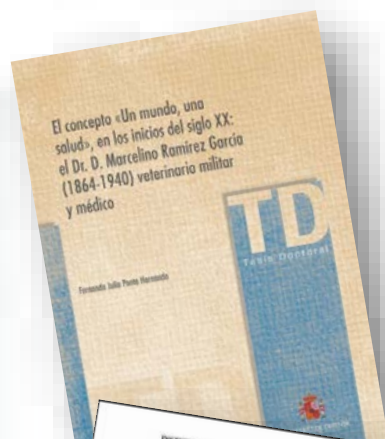 El concepto «Un mundo, una
salud», en los inicios del siglo XX:
el Dr. D. Marcelino Ramírez García
(1864-1940) veterinario militar
y médico
TD
Tesis Doctoral
Fernando Julio Ponte Hernando